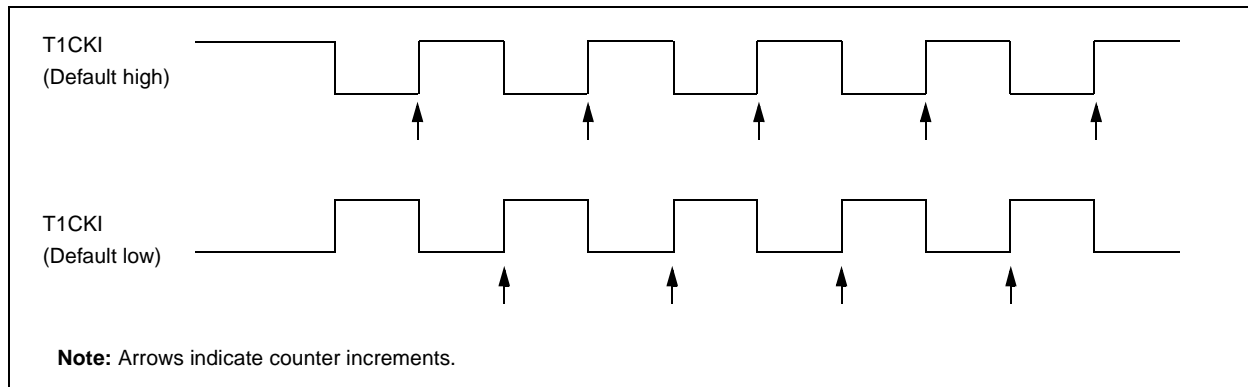 T1CKI
(Default high)
T1CKI
(Default low)
Note: Arrows indicate counter increments.